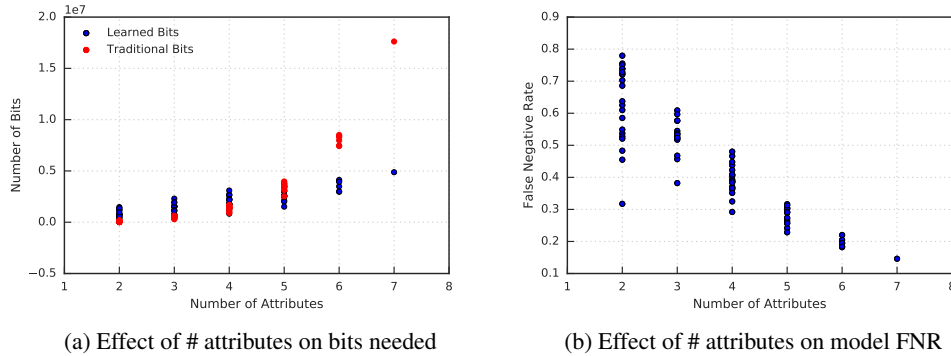 1e7
2.0
1.5
1.0
0.5
0.0
−0.5
Number of Bits
Learned Bits
Traditional Bits
1 2 3 4 5 6 7 8
Number of Attributes
(a) Effect of # attributes on bits needed
0.9
0.8
0.7
0.6
0.5
0.4
0.3
0.2
0.1
False Negative Rate
1 2 3 4 5 6 7 8
Number of Attributes
(b) Effect of # attributes on model FNR